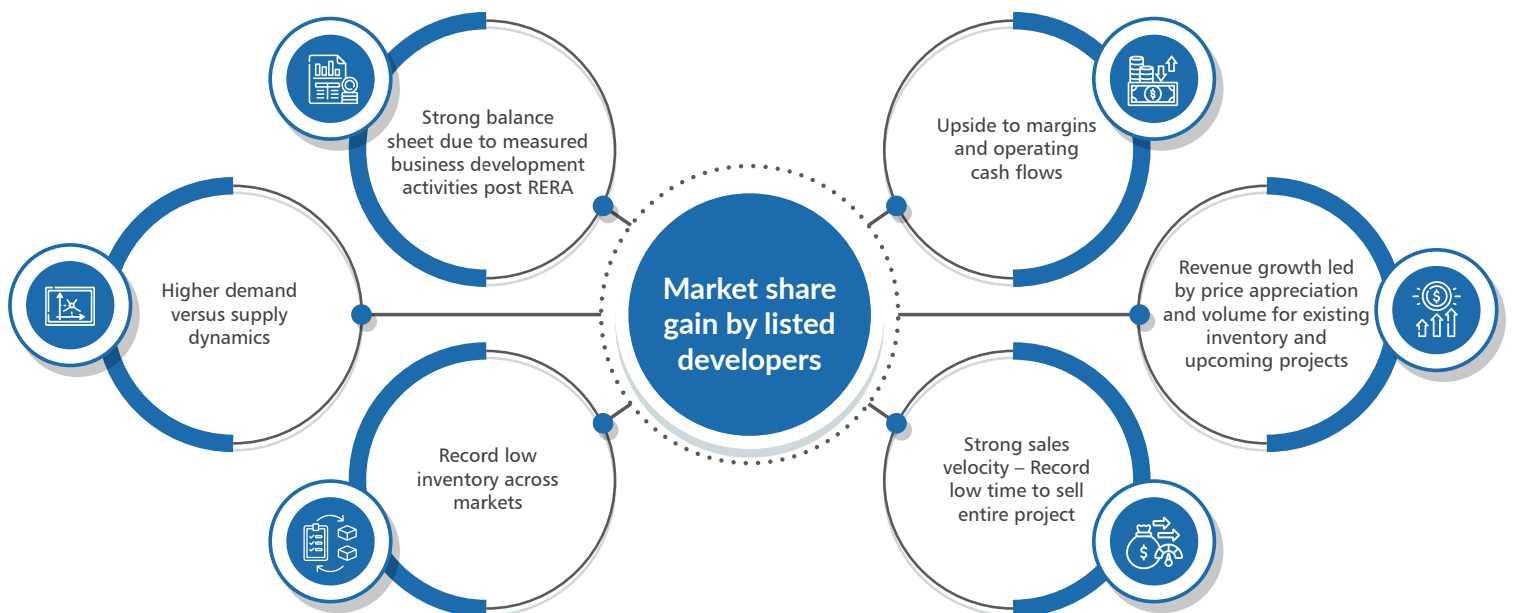 Strong balance
sheet due to measured
business development
activities post RERA
Upside to margins
and operating
cash flows
Higher demand
versus supply
dynamics
Market share
gain by listed
developers
Revenue growth led
by price appreciation
and volume for existing
inventory and
upcoming projects
Record low
inventory across
markets
Strong sales
velocity – Record
low time to sell
entire project